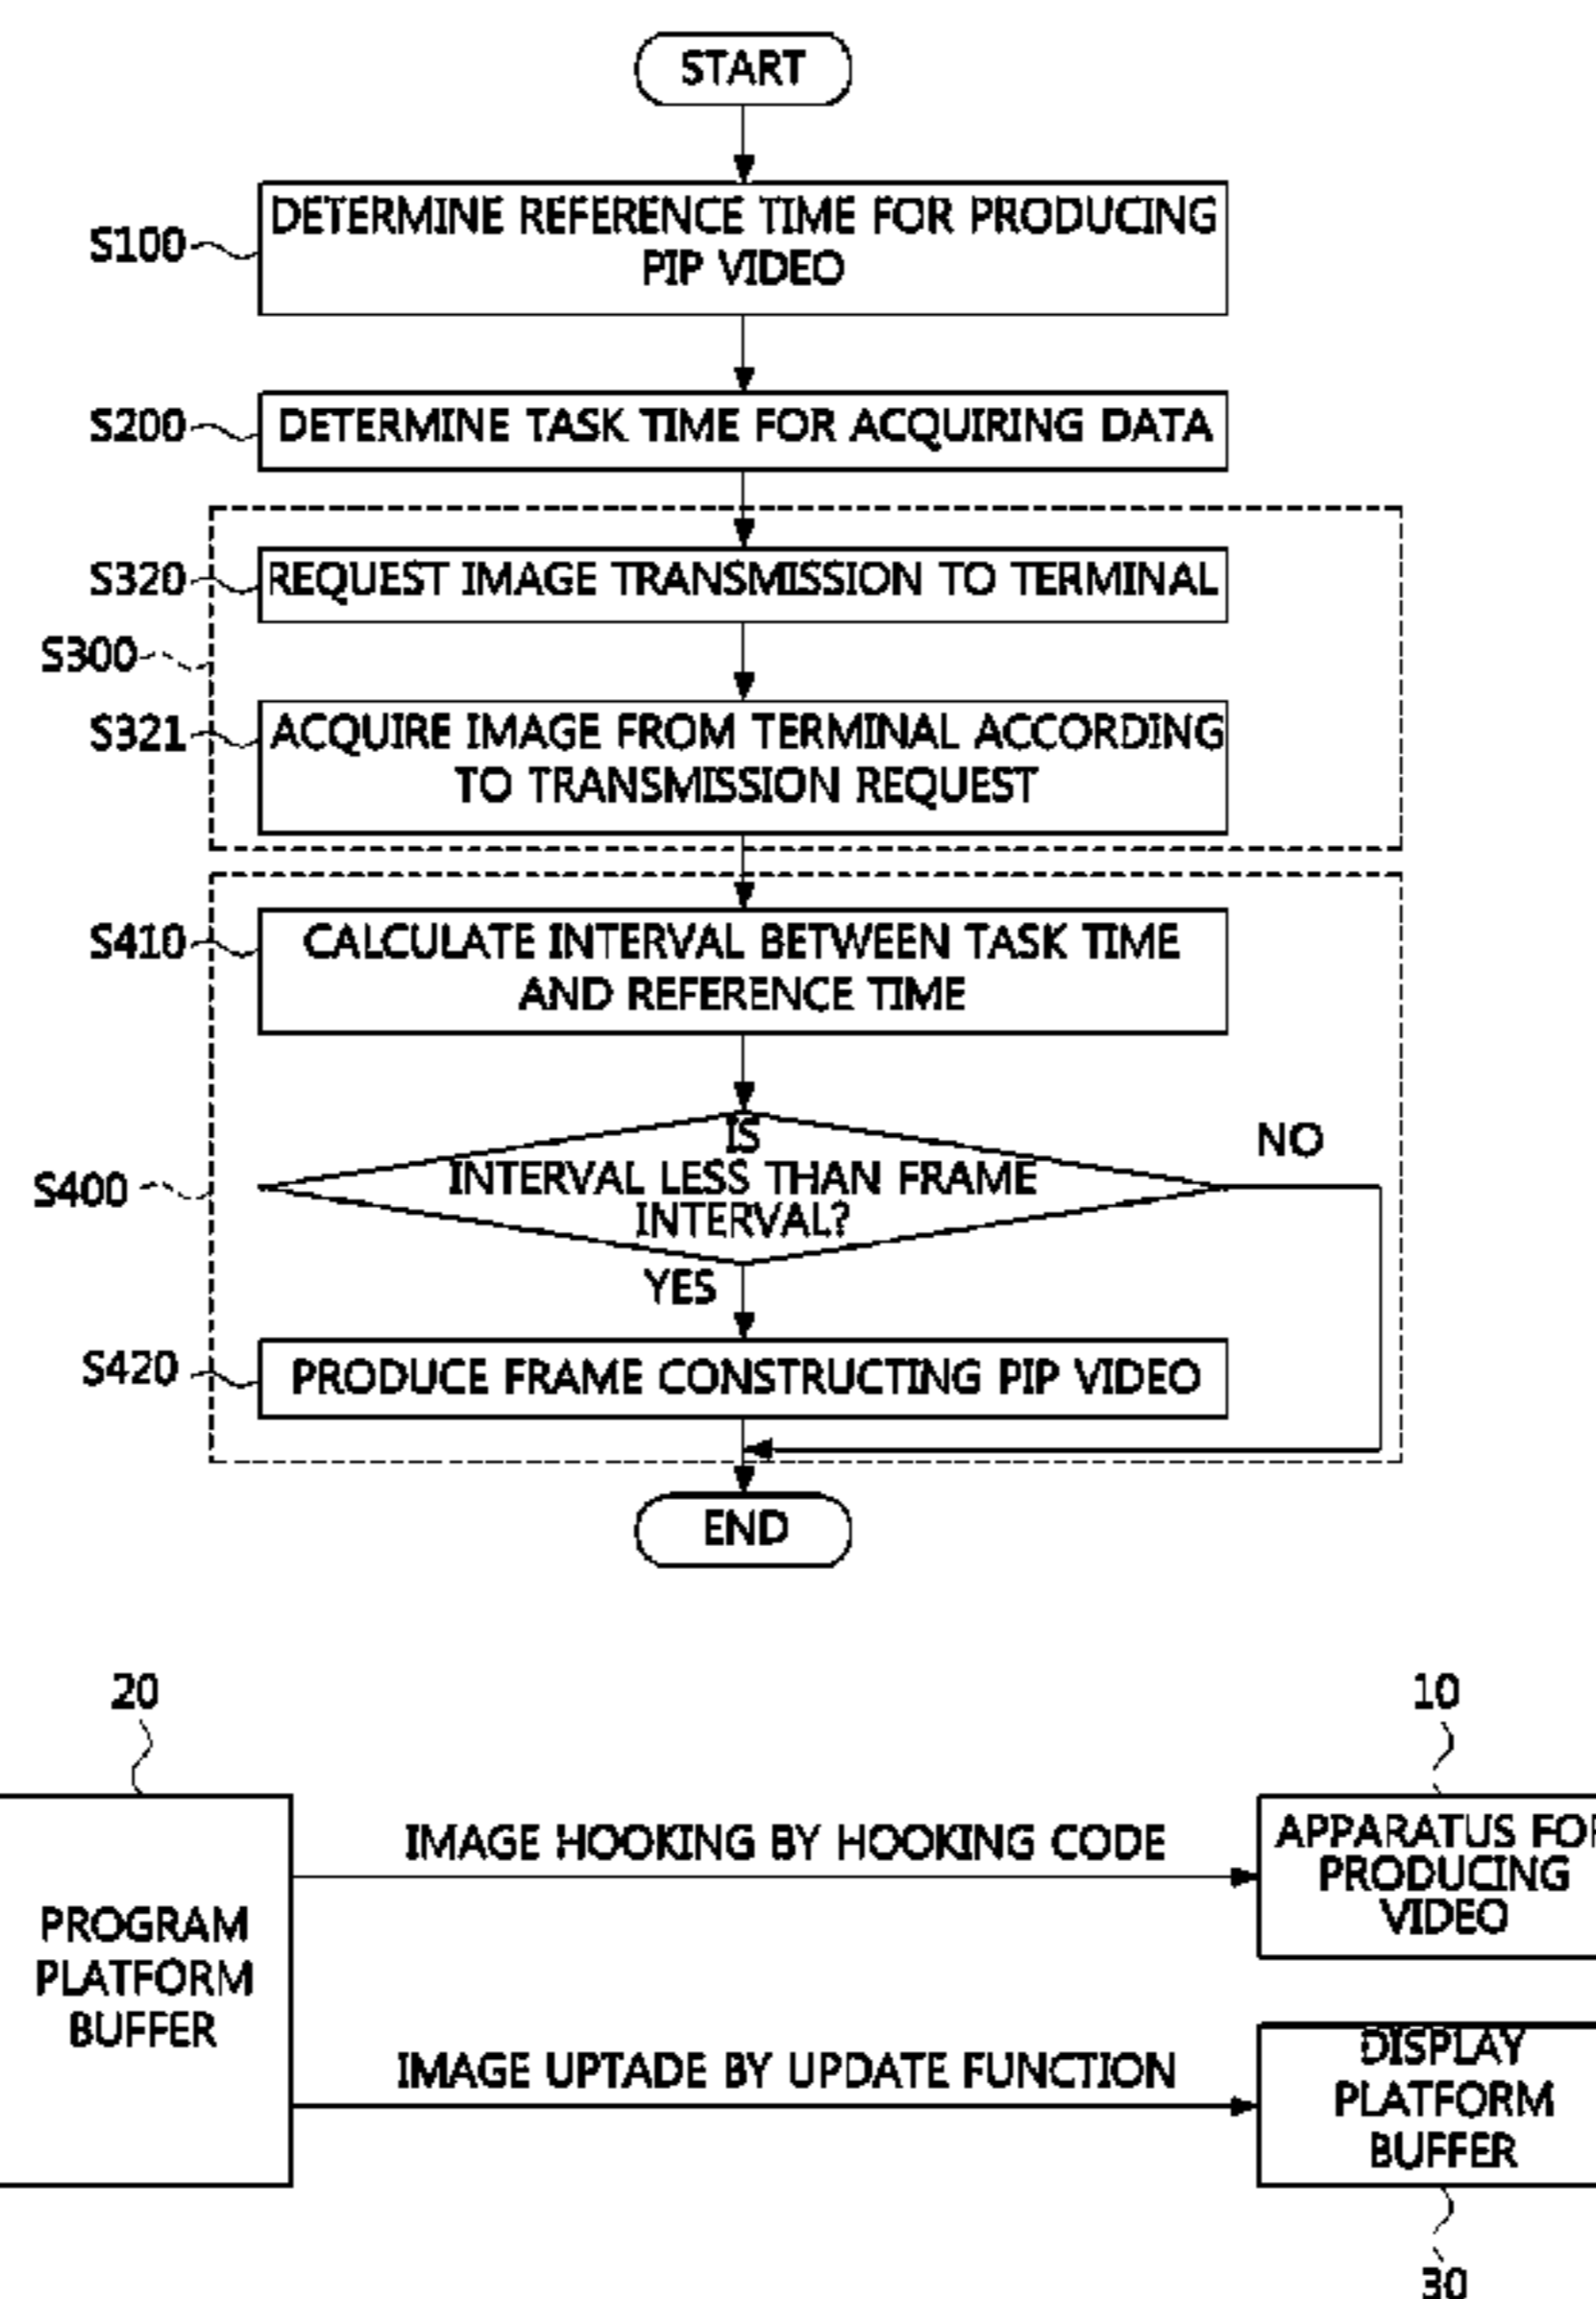 START
S100
DETERMINE REFERENCE TIME FOR PRODUCING
PIP VIDEO
S200
DETERMINE TASK TIME FOR ACQUIRING DATA
S320
REQUEST IMAGE TRANSMISSION TO TERMINAL
S300
S321
ACQUIRE IMAGE FROM TERMINAL ACCORDING
TO TRANSMISSION REQUEST
S410
CALCULATE INTERVAL BETWEEN TASK TIME
AND REFERENCE TIME
IS
INTERVAL LESS THAN FRAME
INTERVAL?
NO
S400
YES
S420
PRODUCE FRAME CONSTRUCTING PIP VIDEO
END
20
10
IMAGE HOOKING BY HOOKING CODE
APPARATUS FOR
PRODUCING
VIDEO
PROGRAM
PLATFORM
BUFFER
IMAGE UPTADE BY UPDATE FUNCTION
DISPLAY
PLATFORM
BUFFER
30